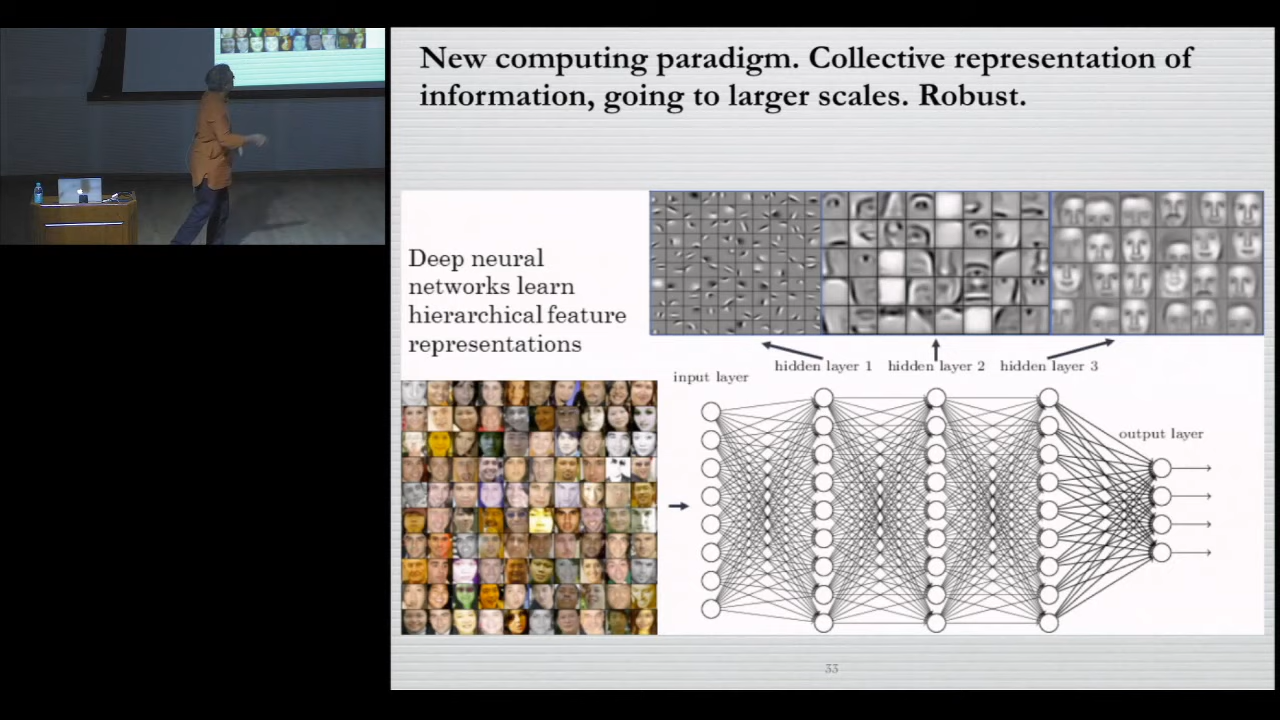 New computing paradigm. Collective representation of
information, going to larger scales. Robust.
Deep neural
networks learn
hierarchical feature
representations
input layer
hidden layer 1
hidden layer 2
hidden layer 3
output layer
33